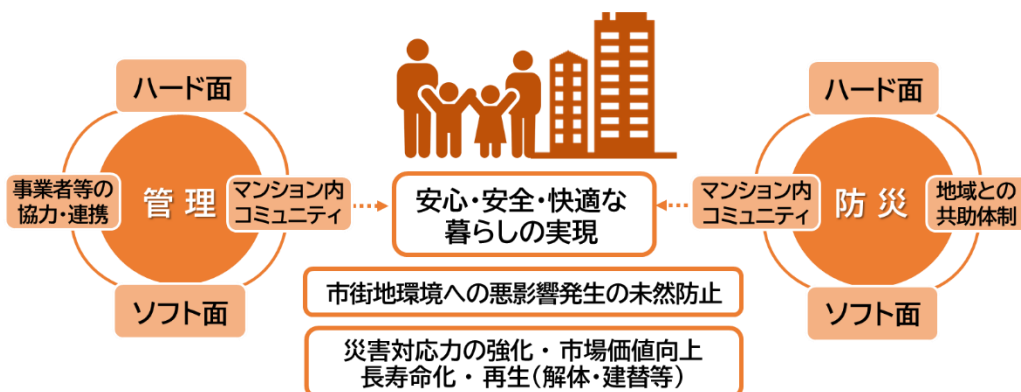 ハード面
事業者等の
協力・連携
管理
マンション内
コミュニティ
ソフト面
安心・安全・快適な
暮らしの実現
市街地環境への悪影響発生の未然防止
災害対応力の強化・市場価値向上
長寿命化・再生(解体・建替等)
ハード面
マンション内
コミュニティ
防災
地域との
共助体制
ソフト面